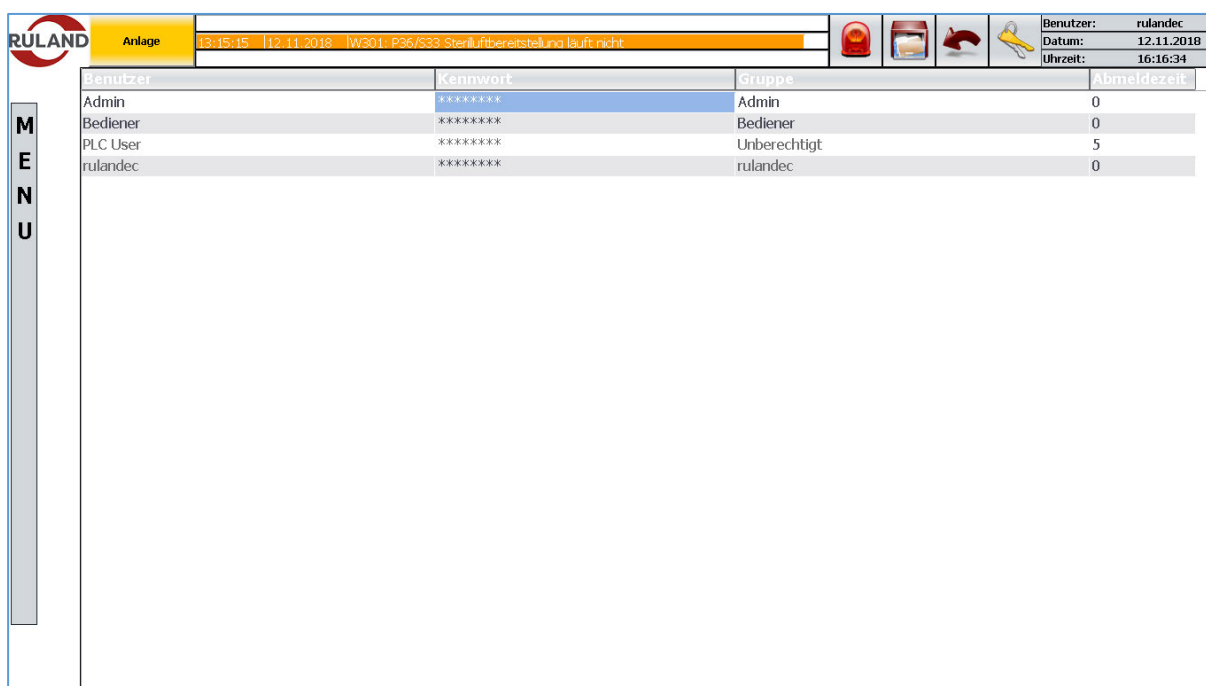 RULAND
Anlage
13:15:15 |12.11.2018 |W301: P36/S33 Sterilluftbereitstellung läuft nicht
Benutzer: rulandec
Datum: 12.11.2018
Uhrzeit: 16:16:34
MENU
Benutzer Kennwort Gruppe Abmeldezeit
Admin ******** Admin 0
Bediener ******** Bediener 0
PLC User ******** Unberechtigt 5
rulandec ******** rulandec 0